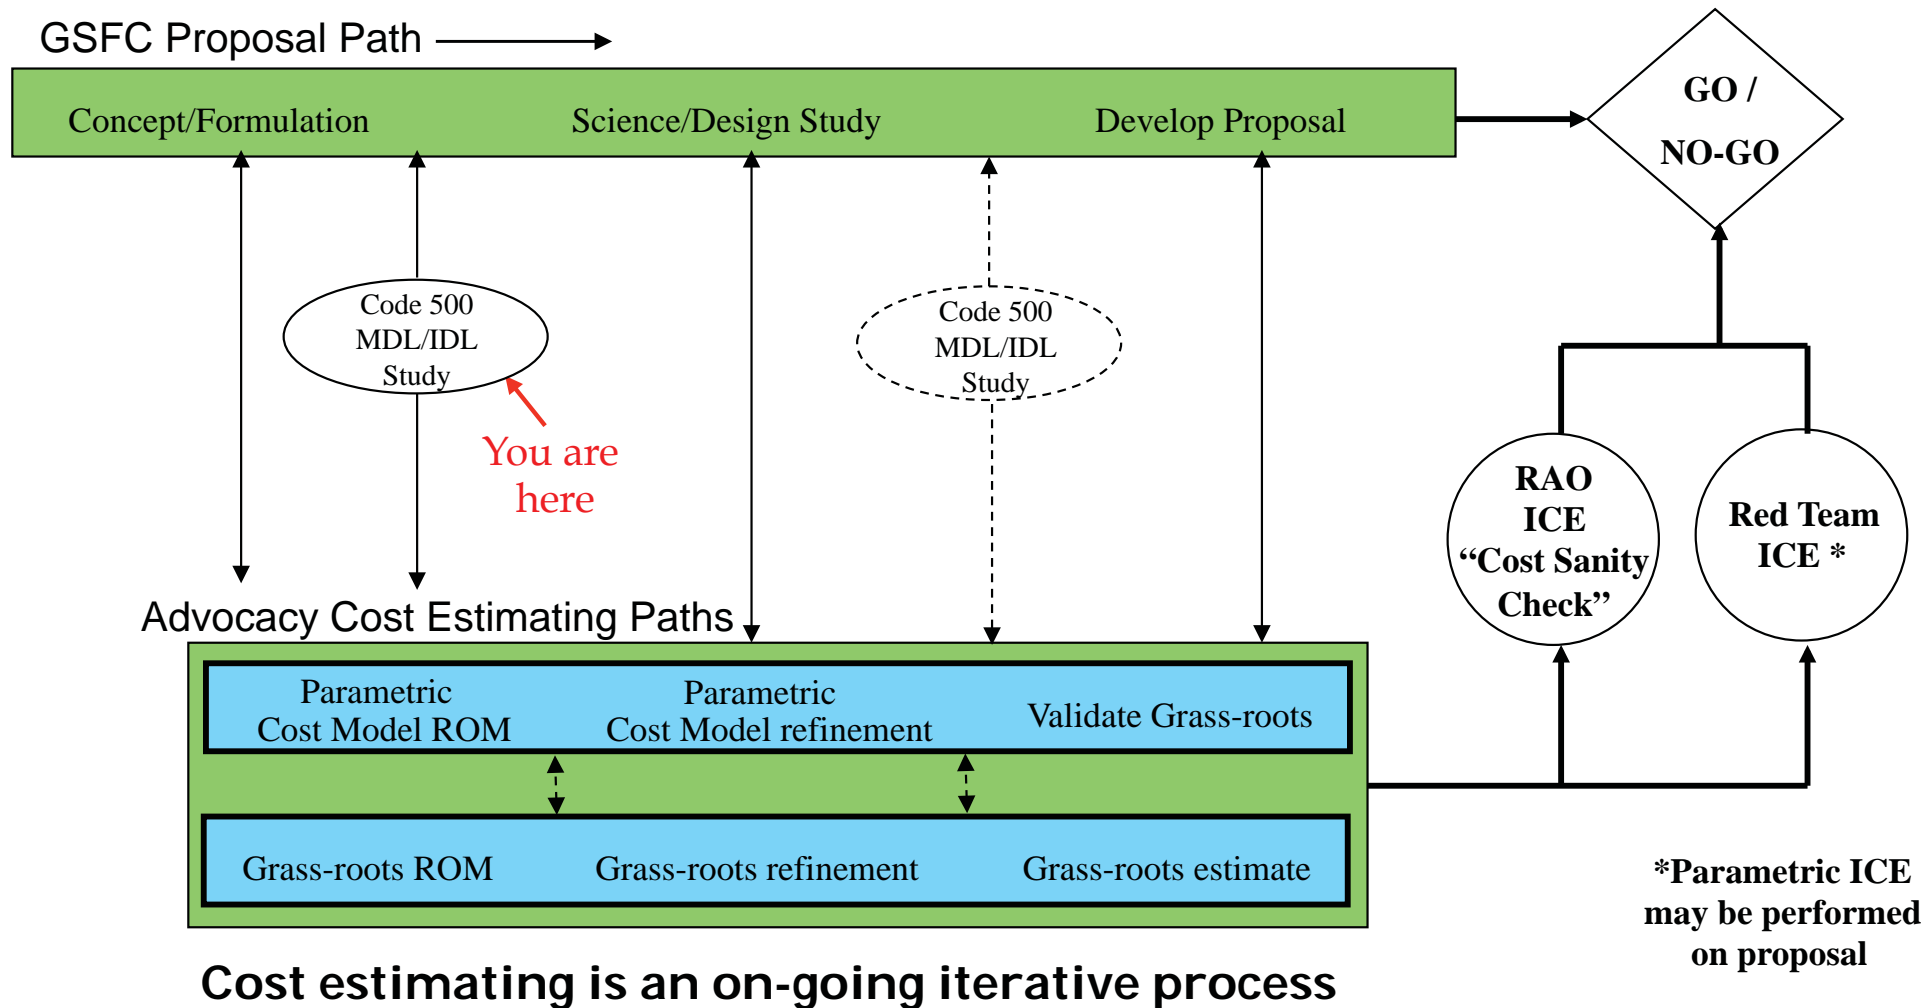 GSFC Proposal Path
Concept/Formulation
Science/Design Study
Develop Proposal
GO /
NO-GO
Code 500
MDL/IDL
Study
Code 500
MDL/IDL
Study
You are
here
RAO
ICE
“Cost Sanity
Check”
Red Team
ICE *
Advocacy Cost Estimating Paths
Parametric
Cost Model ROM
Parametric
Cost Model refinement
Validate Grass-roots
Grass-roots ROM
Grass-roots refinement
Grass-roots estimate
*Parametric ICE
may be performed
on proposal
Cost estimating is an on-going iterative process